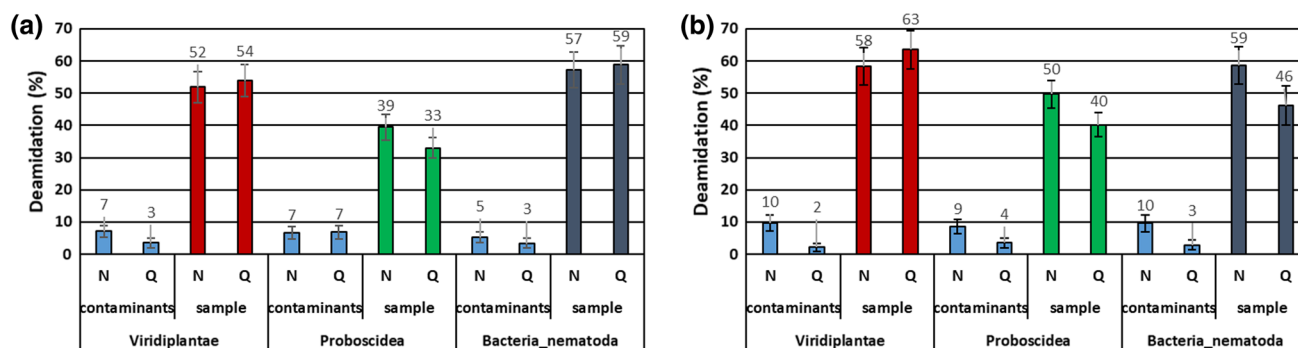 (a)
Deamidation (%)
70
60
50
40
30
20
10
0
7 3 52 54 7 7 39 33 5 3 57 59
N Q N Q N Q N Q N Q N Q
contaminants sample contaminants sample contaminants sample
Viridiplantae Proboscidea Bacteria_nematoda
(b)
Deamidation (%)
70
60
50
40
30
20
10
0
10 2 58 63 9 4 50 40 10 3 59 46
N Q N Q N Q N Q N Q N Q
contaminants sample contaminants sample contaminants sample
Viridiplantae Proboscidea Bacteria_nematoda